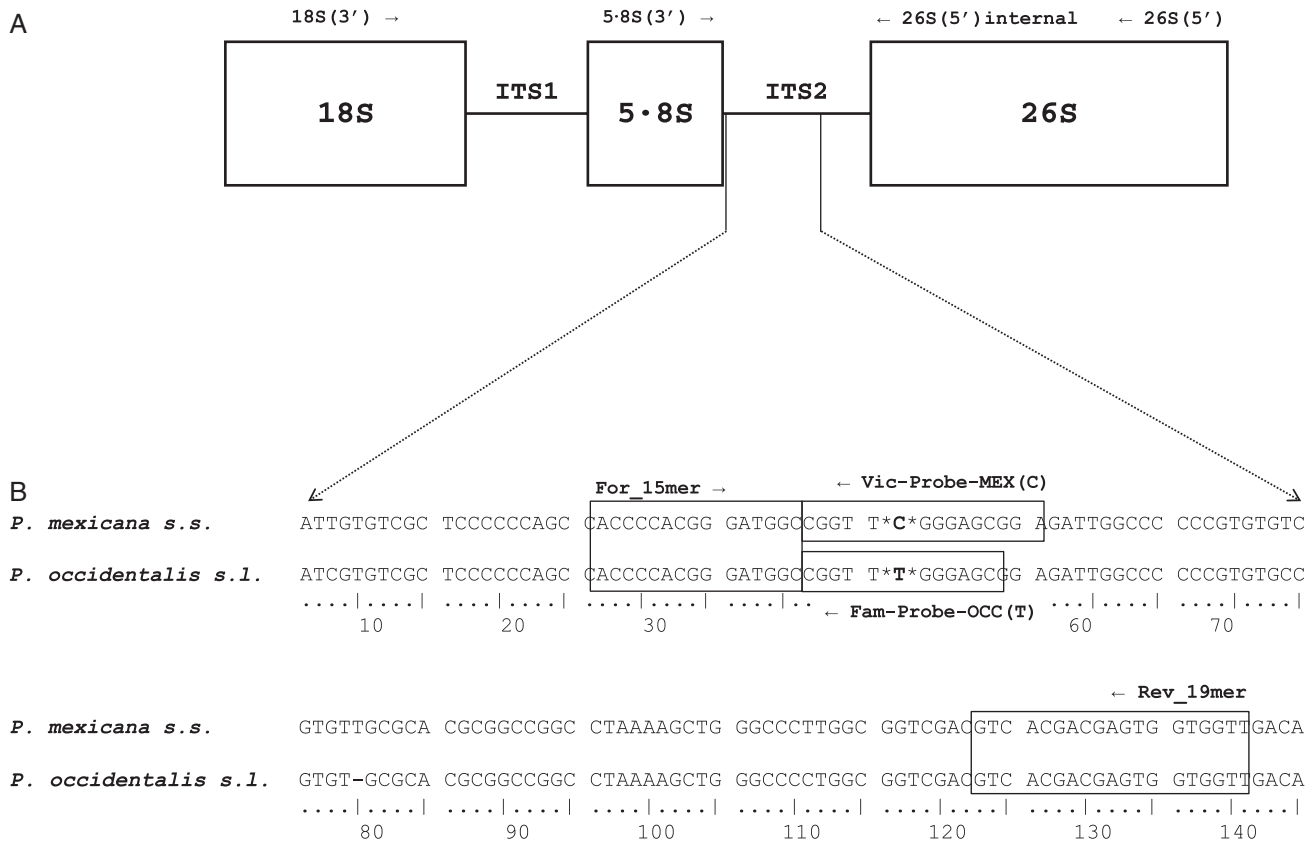 A
18S(3′) →
5·8S(3′) →
← 26S(5′)internal
← 26S(5′)
18S
ITS1
5·8S
ITS2
26S
B
For_15mer →
← Vic-Probe-MEX(C)
P. mexicana s.s. ATTGTGTCGC TCCCCCCAGC CACCCCACGG GATGGCCGGT T*C*GGGAGCGG AGATTGGCCC CCCGTGTGTC
P. occidentalis s.l. ATCGTGTCGC TCCCCCCAGC CACCCCACGG GATGGCCGGT T*T*GGGAGCGG AGATTGGCCC CCCGTGTGCC
....|....| ....|....| ....|....| ....|.. ....|....| ....|....|
← Fam-Probe-OCC(T)
10 20 30 60 70
← Rev_19mer
P. mexicana s.s. GTGTTGCGCA CGCGGCCGGC CTAAAAGCTG GGCCCTTGGC GGTCGACGTC ACGACGAGTG GTGGTTGACA
P. occidentalis s.l. GTGT-GCGCA CGCGGCCGGC CTAAAAGCTG GGCCCCTGGC GGTCGACGTC ACGACGAGTG GTGGTTGACA
....|....| ....|....| ....|....| ....|....| ....|....| ....|....| ....|....|
80 90 100 110 120 130 140